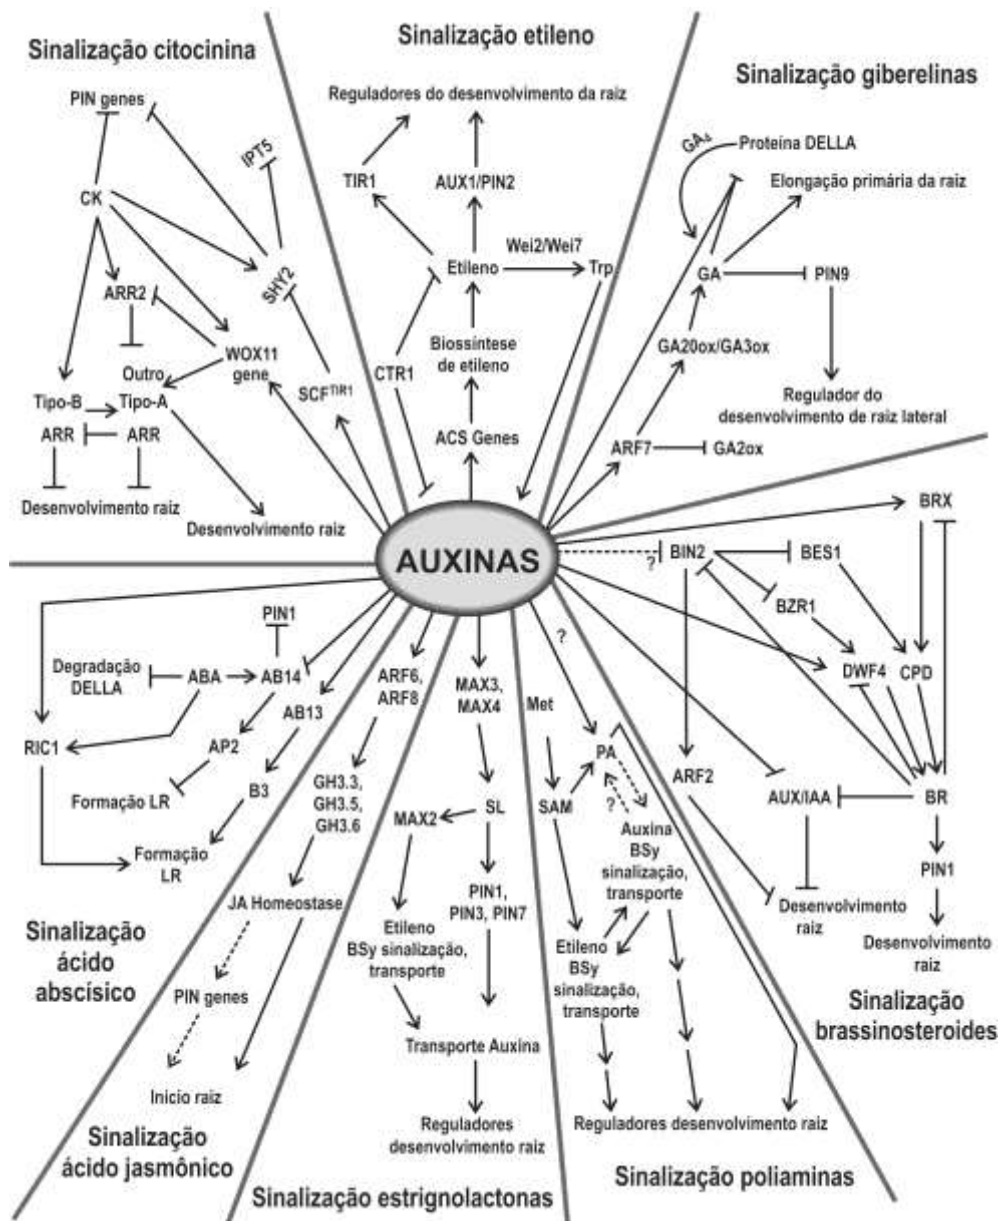 Sinalização citocinina
PIN genes
IPT5
CK
SHY2
ARR2
WOX11
gene
Outro
Tipo-B
Tipo-A
ARR
ARR
SCFTIR1
Desenvolvimento raiz
Desenvolvimento raiz
Sinalização etileno
Reguladores do desenvolvimento da raiz
TIR1
AUX1/PIN2
Wei2/Wei7
Etileno
Trp
Biossíntese
de etileno
CTR1
ACS Genes
Sinalização giberelinas
GA4
Proteína DELLA
Elongação primária da raiz
GA
PIN9
GA20ox/GA3ox
Regulador do
desenvolvimento de raiz lateral
ARF7
GA2ox
AUXINAS
BRX
?
BIN2
BES1
BZR1
DWF4
CPD
ARF2
AUX/IAA
BR
PIN1
Desenvolvimento
raiz
Desenvolvimento
raiz
Sinalização
brassinosteroides
PIN1
Degradação
DELLA
ABA
AB14
AB13
RIC1
AP2
Formação LR
B3
Formação
LR
Sinalização
ácido
abscísico
ARF6,
ARF8
GH3.3,
GH3.5,
GH3.6
JA Homeostase
PIN genes
Inicio raiz
Sinalização
ácido jasmônico
MAX3,
MAX4
MAX2
SL
PIN1,
PIN3, PIN7
Etileno
BSy sinalização,
transporte
Transporte Auxina
Reguladores
desenvolvimento raiz
Sinalização estrignolactonas
?
Met
PA
SAM
?
Auxina
BSy
sinalização,
transporte
Etileno
BSy
sinalização,
transporte
Reguladores desenvolvimento raiz
Sinalização poliaminas